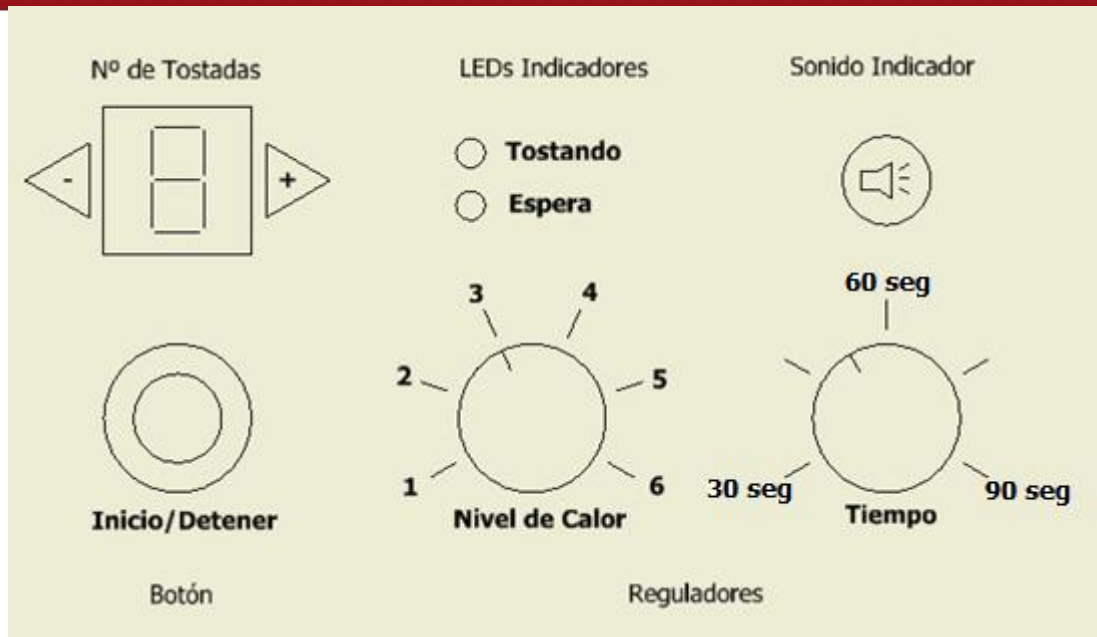 Nº de Tostadas
LEDs Indicadores
Sonido Indicador
-
+
Tostando
Espera
60 seg
3
4
2
5
1
6
30 seg
90 seg
Inicio/Detener
Nivel de Calor
Tiempo
Botón
Reguladores